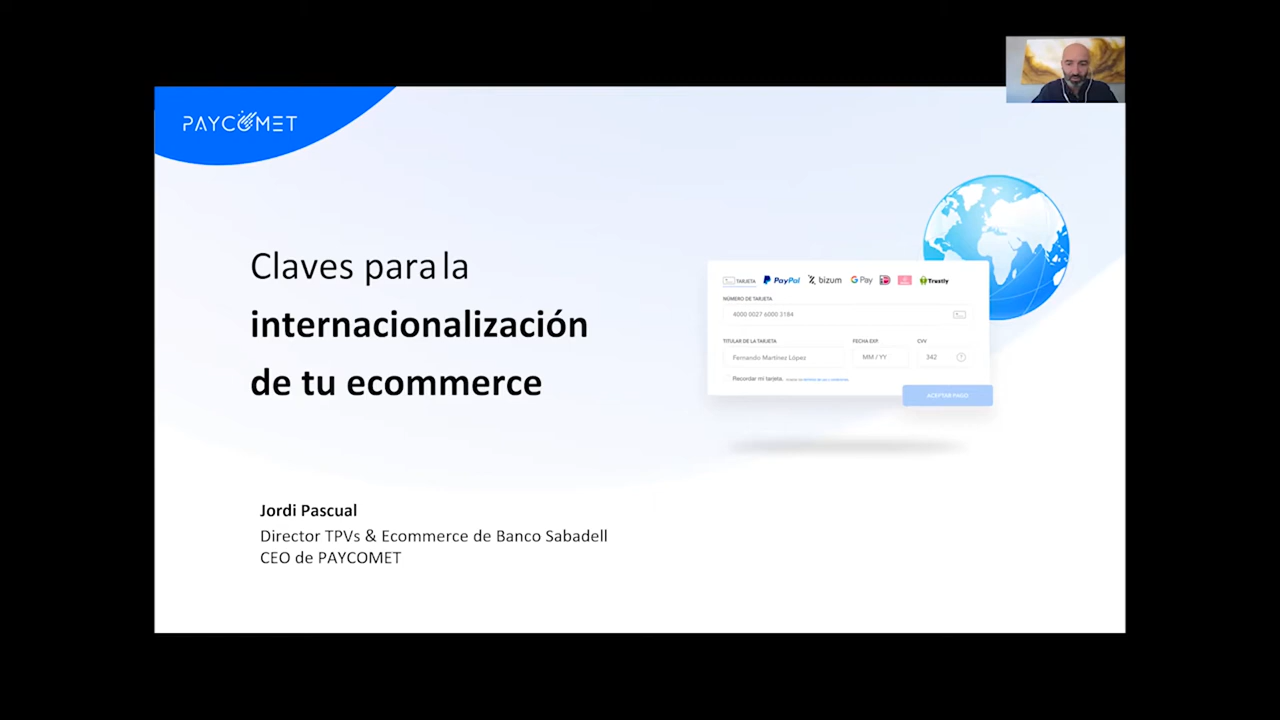 PAYCOMET
Claves para la
internacionalización
de tu ecommerce
TARJETA PayPal bizum G Pay Trustly
NÚMERO DE TARJETA
4000 0027 6000 3184
TITULAR DE LA TARJETA FECHA EXP. CVV
Fernando Martínez López MM / YY 342 ?
Recordar mi tarjeta.
ACEPTAR PAGO
Jordi Pascual
Director TPVs & Ecommerce de Banco Sabadell
CEO de PAYCOMET